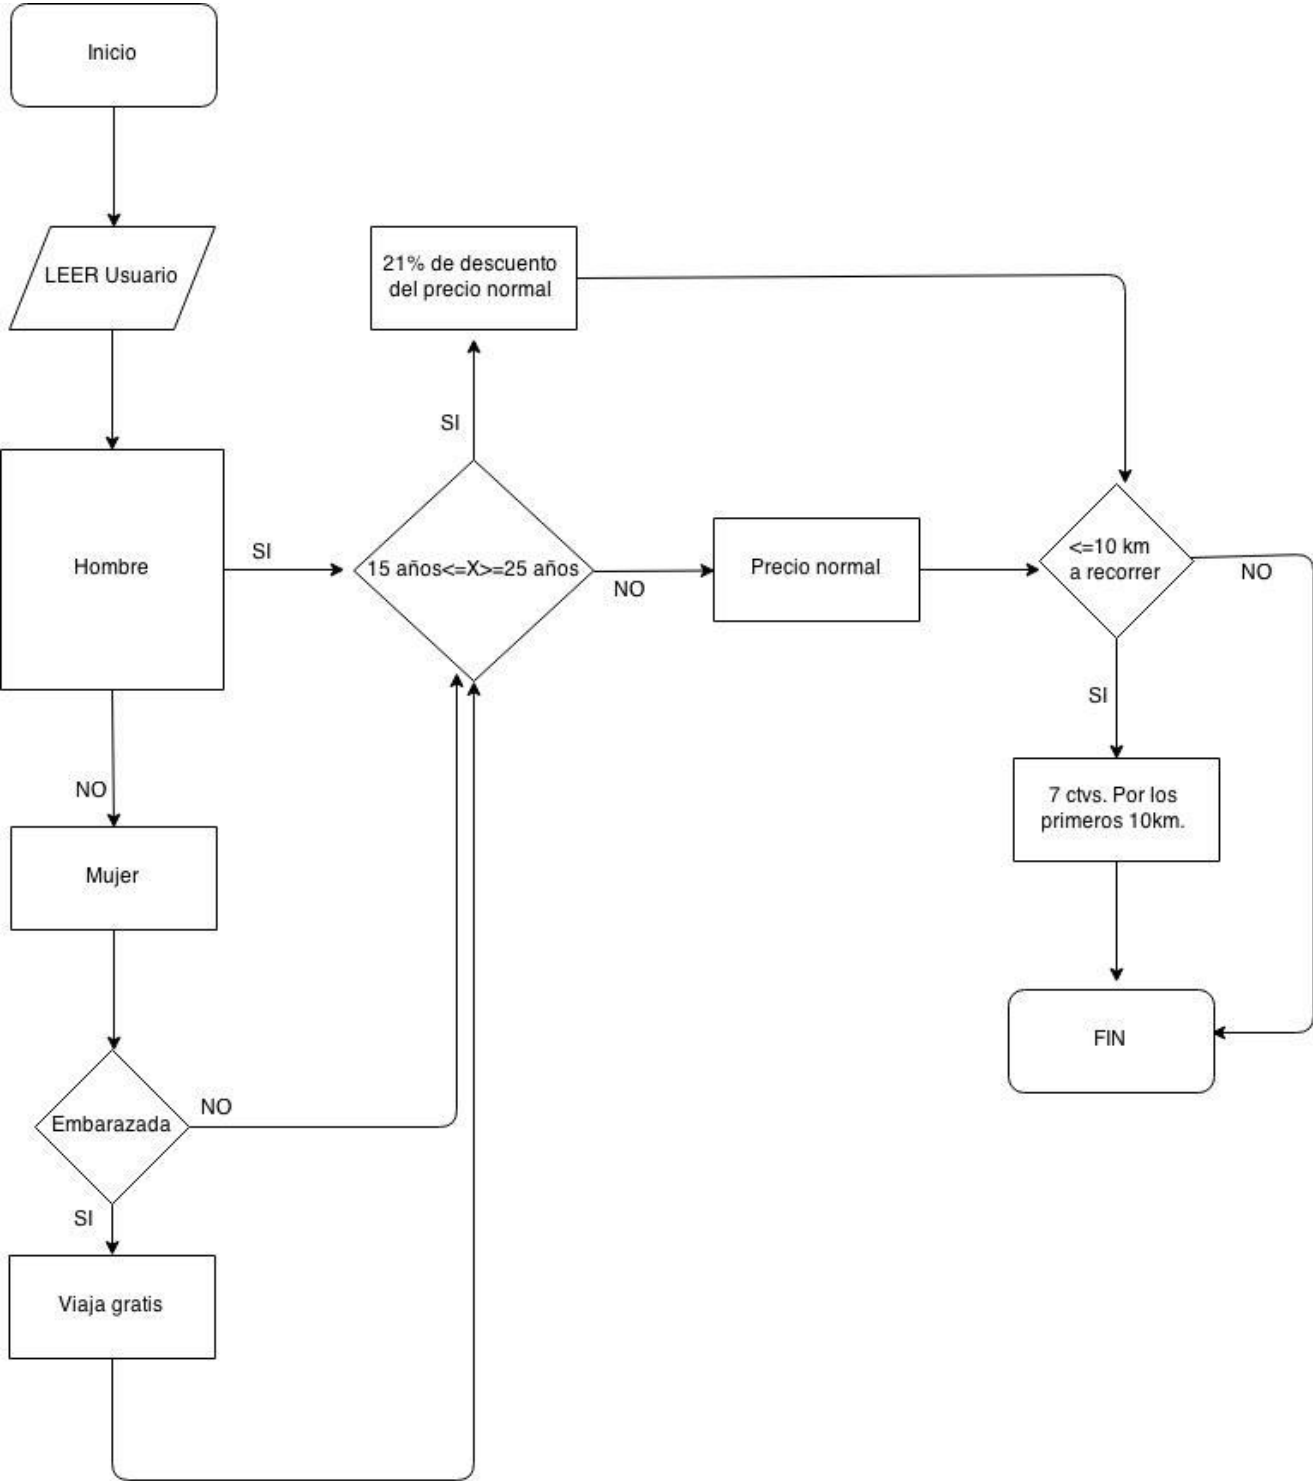 Inicio
LEER Usuario
21% de descuento
del precio normal
SI
Hombre
SI
15 años<=X>=25 años
NO
Precio normal
<=10 km
a recorrer
NO
SI
7 ctvs. Por los
primeros 10km.
FIN
NO
Mujer
Embarazada
NO
SI
Viaja gratis